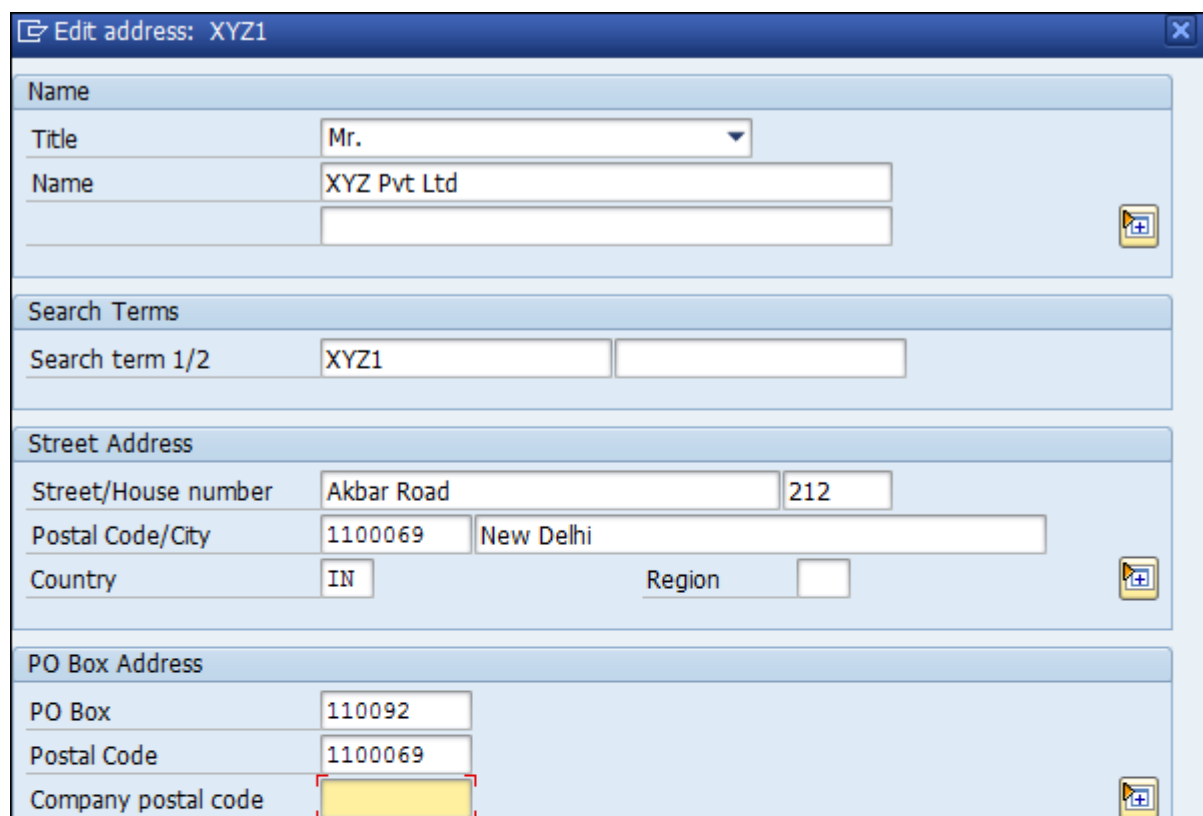 Edit address: XYZ1
Name
Title Mr.
Name XYZ Pvt Ltd
Search Terms
Search term 1/2 XYZ1
Street Address
Street/House number Akbar Road 212
Postal Code/City 1100069 New Delhi
Country IN Region
PO Box Address
PO Box 110092
Postal Code 1100069
Company postal code